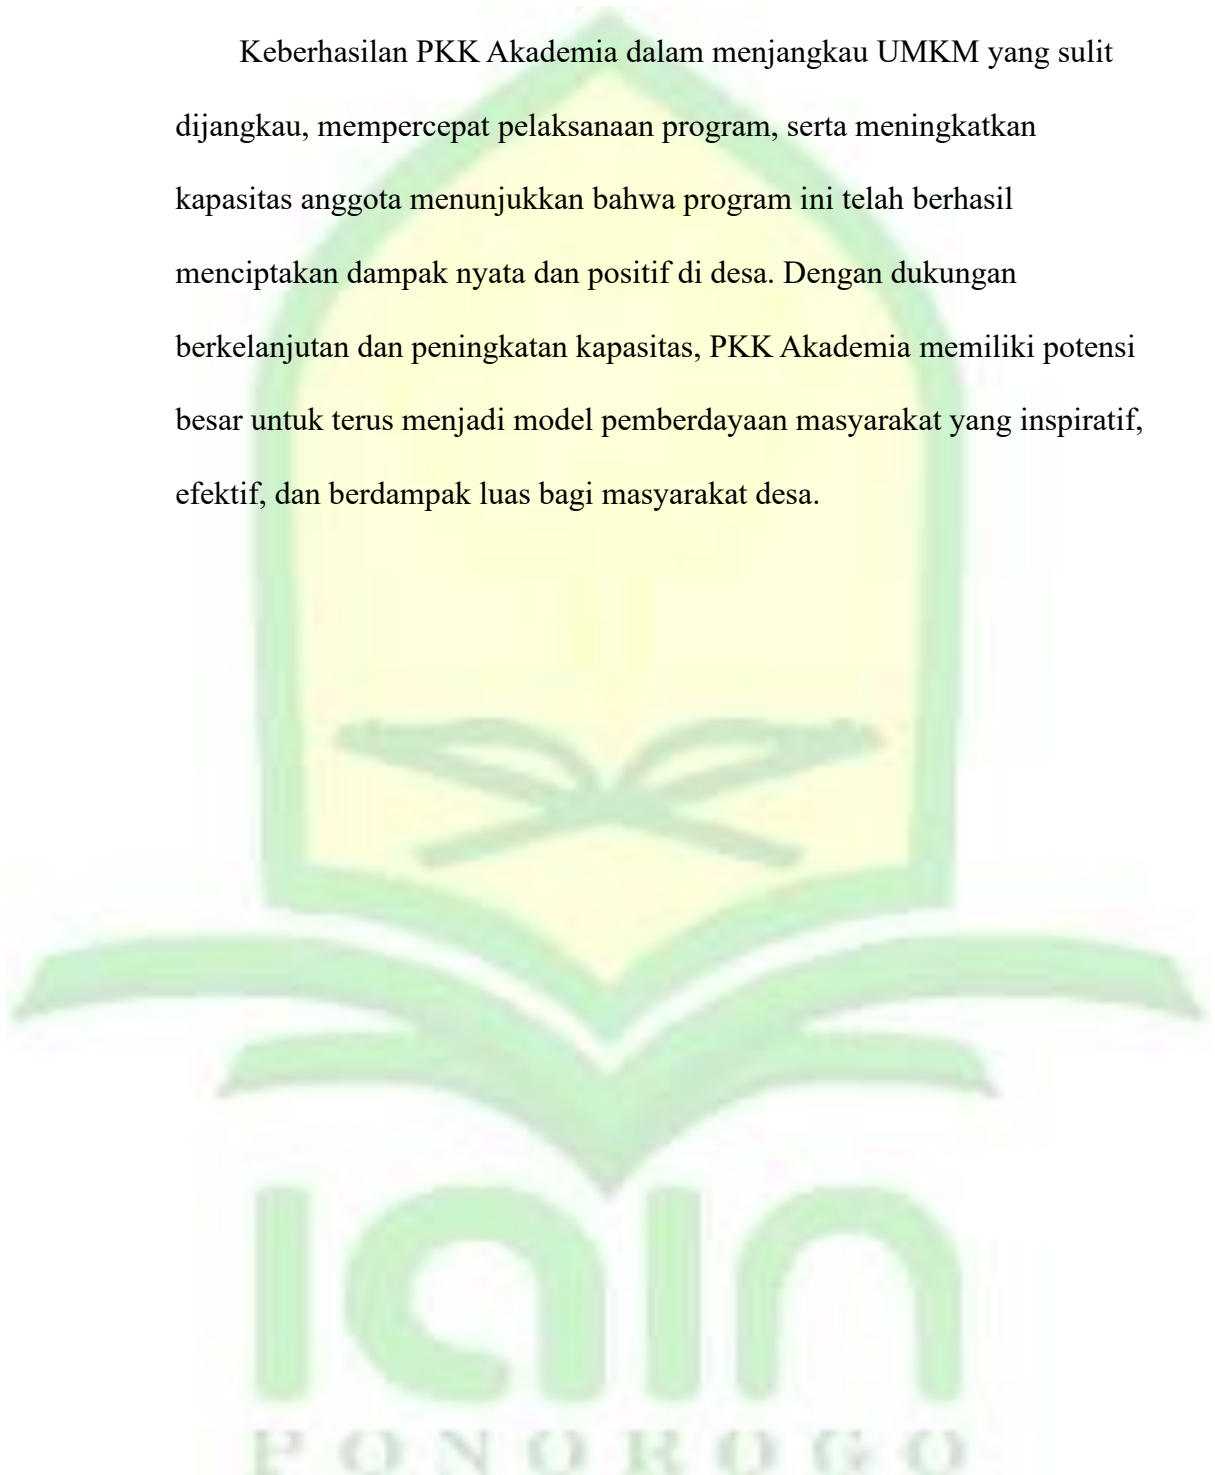 Keberhasilan PKK Akademia dalam menjangkau UMKM yang sulit
dijangkau, mempercepat pelaksanaan program, serta meningkatkan
kapasitas anggota menunjukkan bahwa program ini telah berhasil
menciptakan dampak nyata dan positif di desa. Dengan dukungan
berkelanjutan dan peningkatan kapasitas, PKK Akademia memiliki potensi
besar untuk terus menjadi model pemberdayaan masyarakat yang inspiratif,
efektif, dan berdampak luas bagi masyarakat desa.
iain
PONOROGO